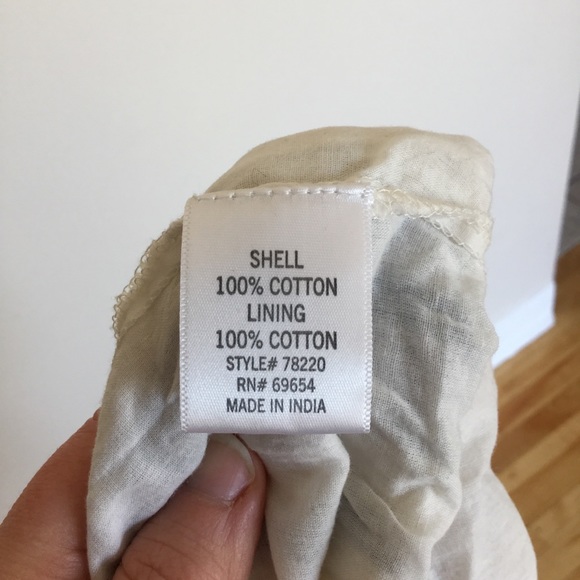 SHELL
100% COTTON
LINING
100% COTTON
STYLE# 78220
RN# 69654
MADE IN INDIA